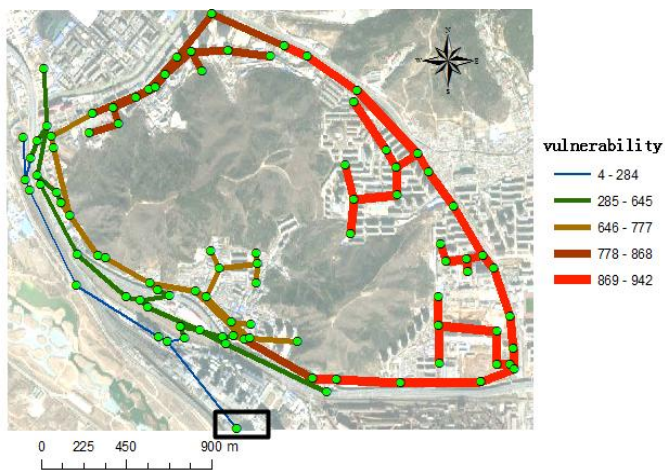 N
W E
S
vulnerability
4 - 284
285 - 645
646 - 777
778 - 868
869 - 942
0 225 450 900 m